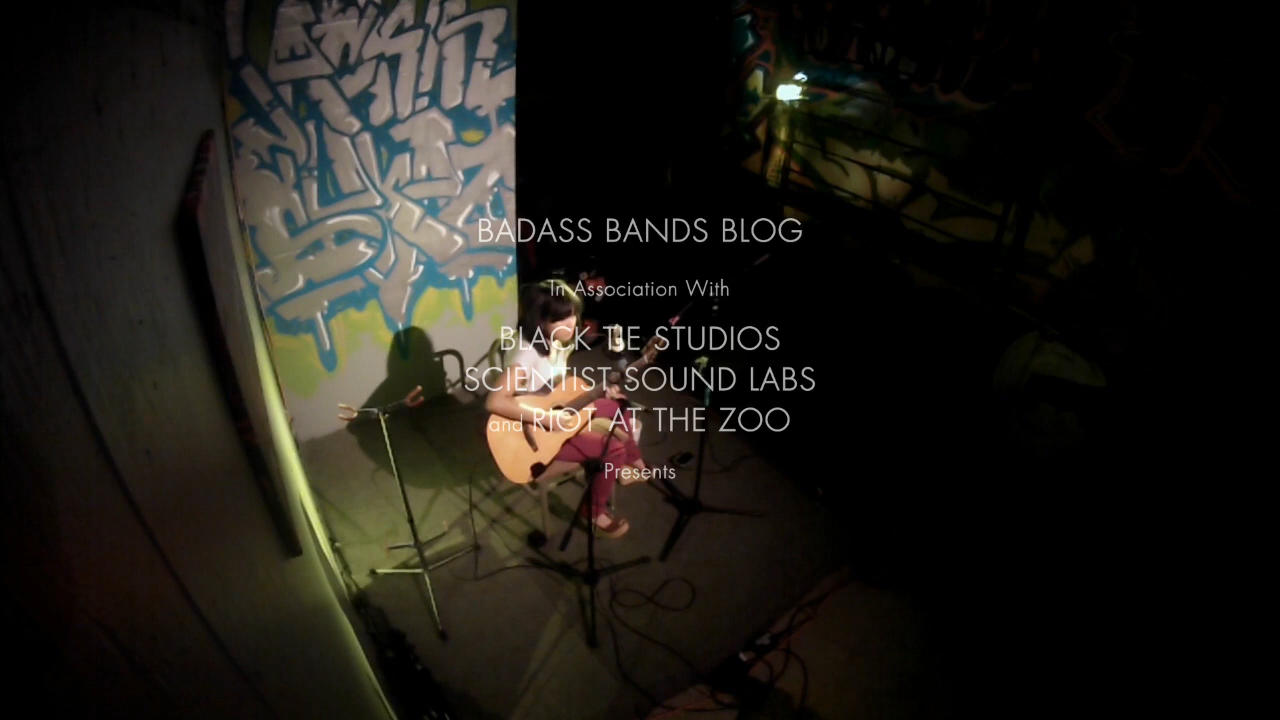 BADASS BANDS BLOG
In Association With
BLACK TIE STUDIOS
SCIENTIST SOUND LABS
and RIOT AT THE ZOO
Presents